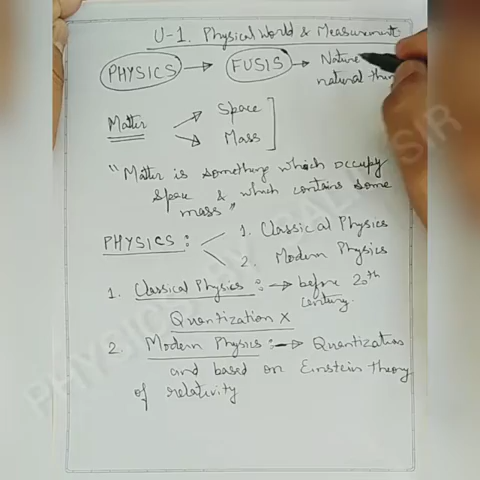 U-1. Physical World & Measurement
PHYSICS → FUSIS → Nature
natural thin
Matter → Space
→ Mass
"Matter is something which occupy
space & which contains some
mass"
PHYSICS : 1. Classical Physics
2. Modern Physics
1. Classical Physics : → before 20th
century.
Quantization X
2. Modern Physics : → Quantization
and based on Einstein theory
of relativity